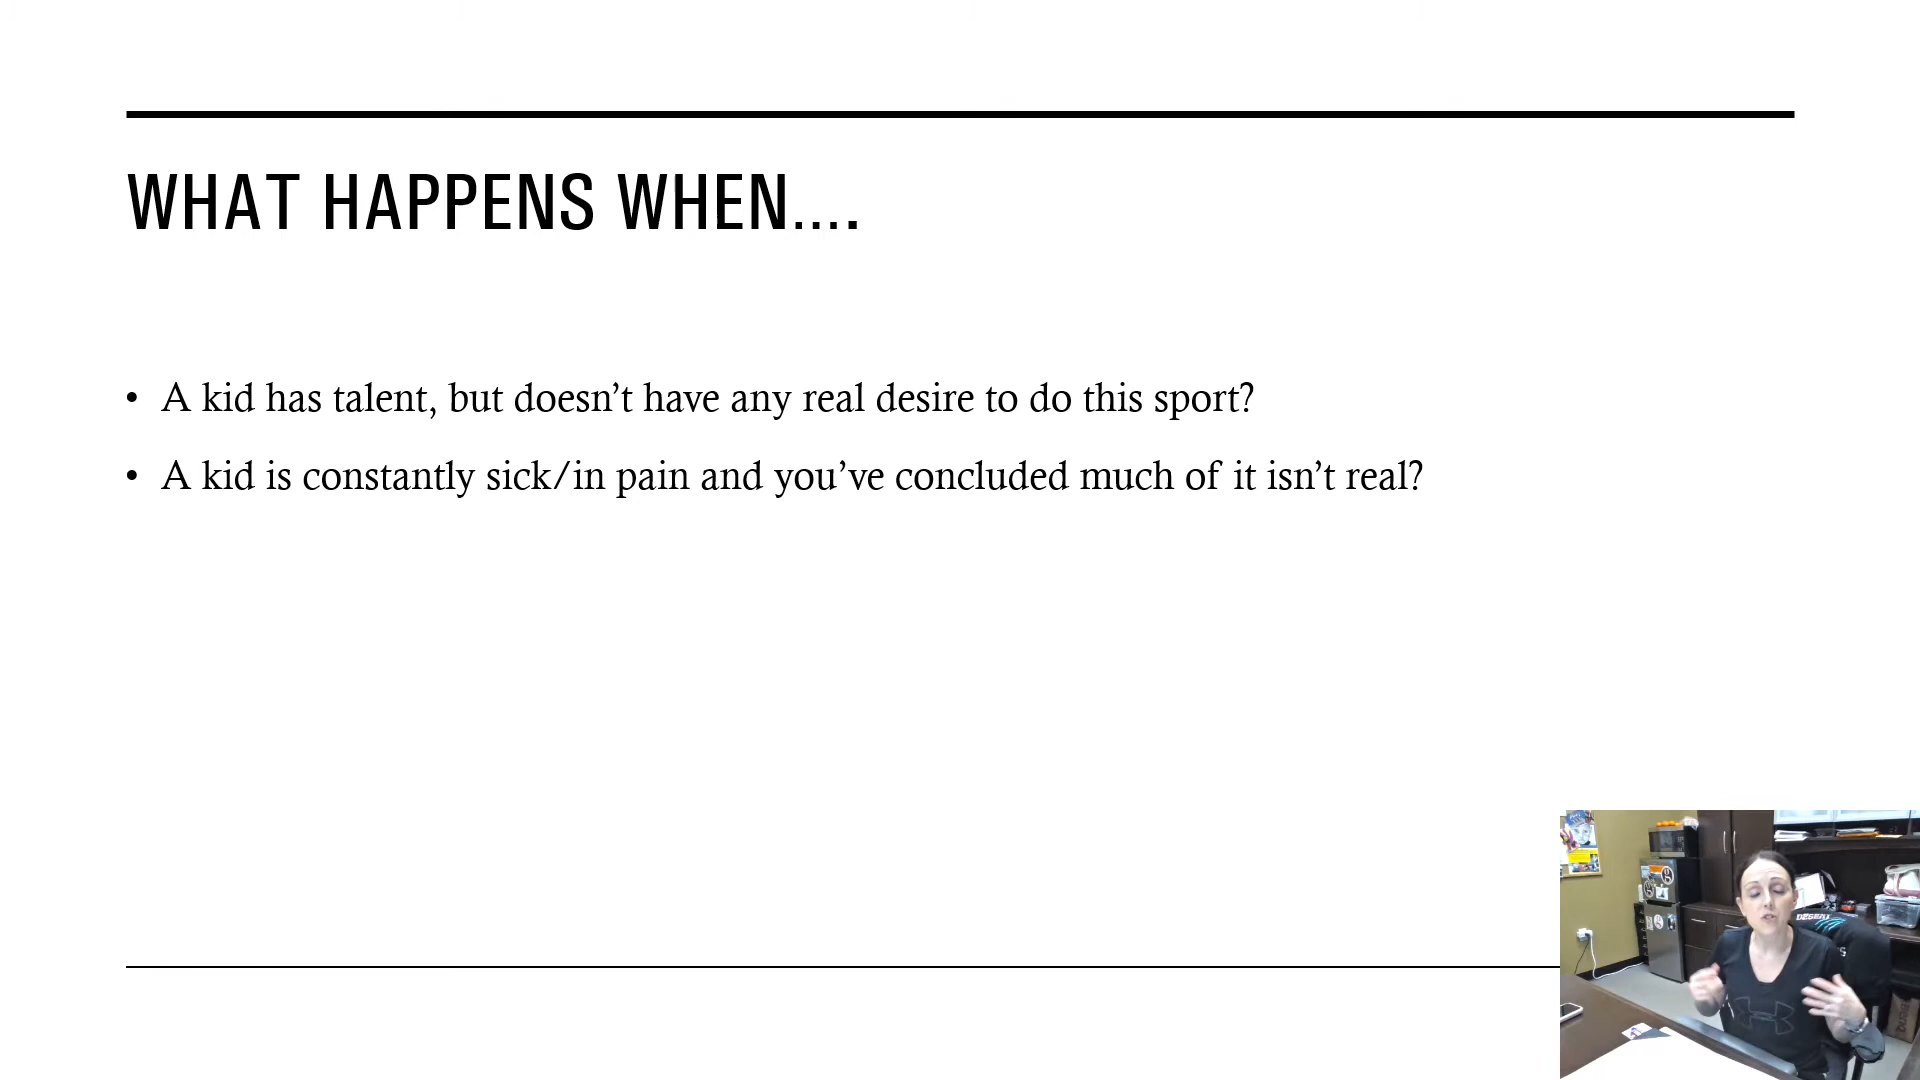 WHAT HAPPENS WHEN....
• A kid has talent, but doesn’t have any real desire to do this sport?
• A kid is constantly sick/in pain and you’ve concluded much of it isn’t real?